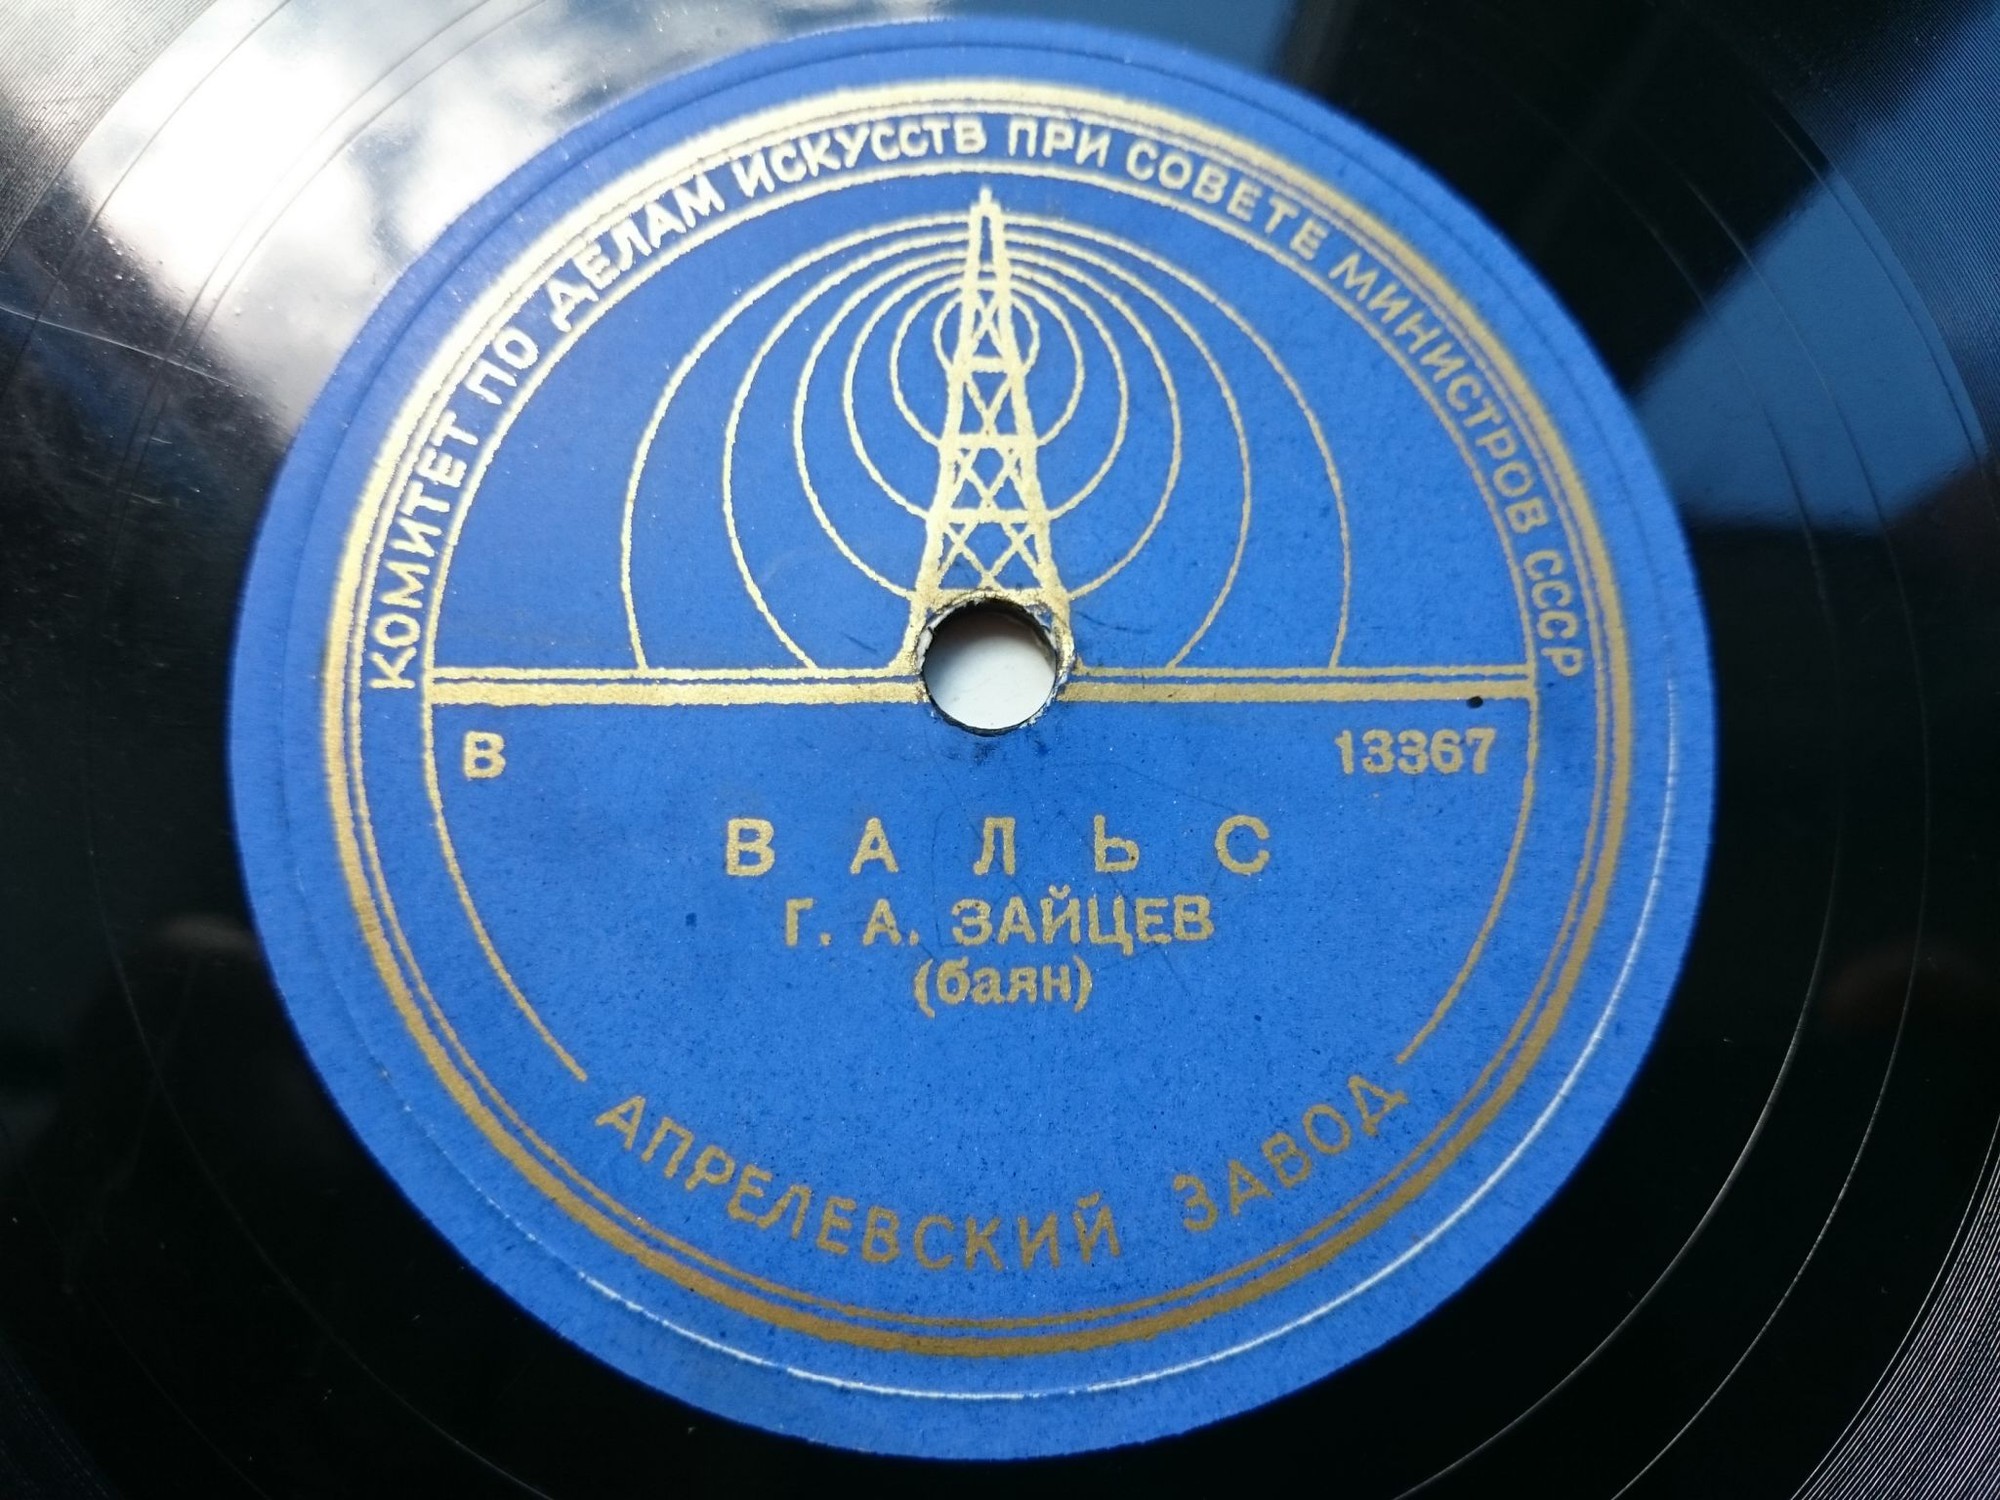 КОМИТЕТ ПО ДЕЛАМ ИСКУССТВ ПРИ СОВЕТЕ МИНИСТРОВ СССР
В 13367
ВАЛЬС
Г. А. ЗАЙЦЕВ
(баян)
АПРЕЛЕВСКИЙ ЗАВОД